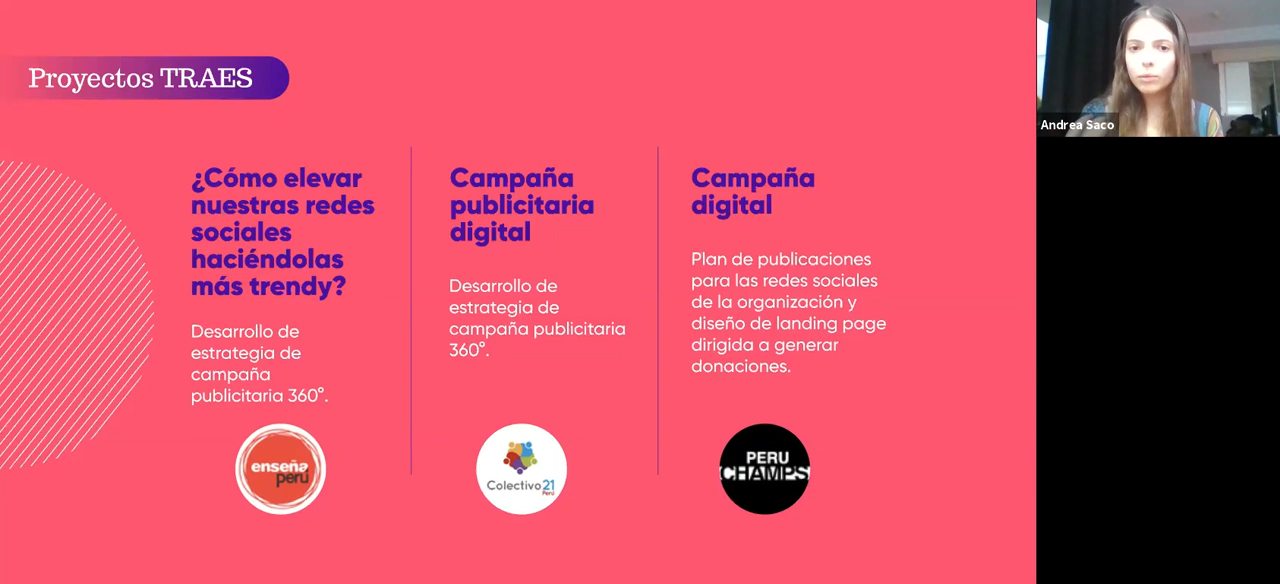 Proyectos TRAES
¿Cómo elevar
nuestras redes
sociales
haciéndolas
más trendy?
Desarrollo de
estrategia de
campaña
publicitaria 360°.
enseña
perú
Campaña
publicitaria
digital
Desarrollo de
estrategia de
campaña publicitaria
360°.
Colectivo 21
Perú
Campaña
digital
Plan de publicaciones
para las redes sociales
de la organización y
diseño de landing page
dirigida a generar
donaciones.
PERU
CHAMPS
Andrea Saco